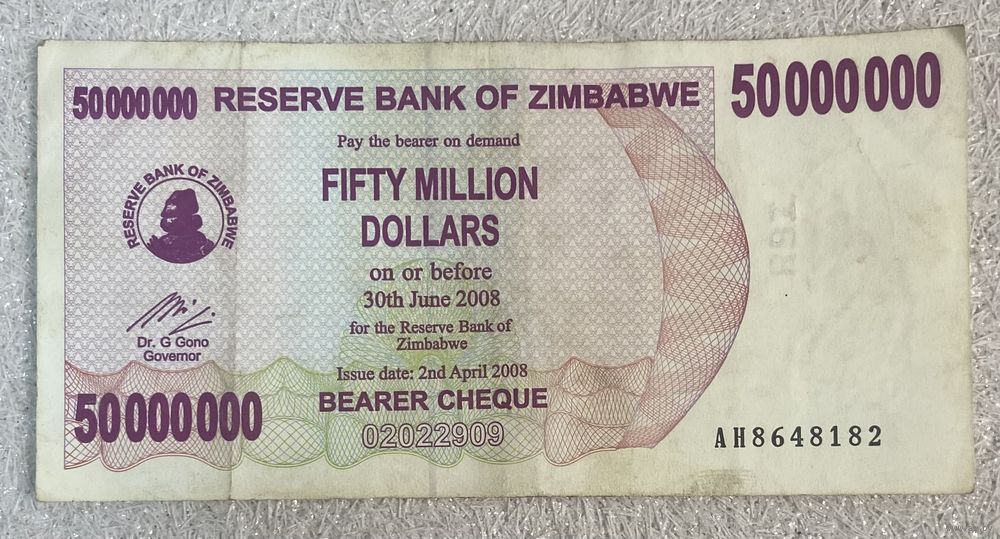 50000000 RESERVE BANK OF ZIMBABWE 50000000
Pay the bearer on demand
FIFTY MILLION
DOLLARS
RESERVE BANK OF ZIMBABWE
on or before
30th June 2008
Dr. G Gono
Governor
for the Reserve Bank of
Zimbabwe
Issue date: 2nd April 2008
50000000 BEARER CHEQUE
02022909
AH8648182